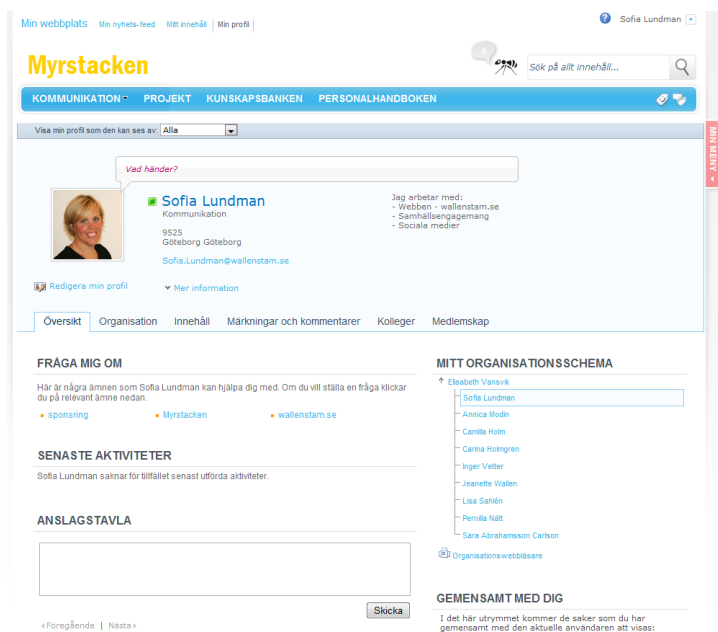 Min webbplats Min nyhets-feed Mitt innehåll Min profil
Sofia Lundman
Myrstacken
Sök på allt innehåll...
KOMMUNIKATION PROJEKT KUNSKAPSBANKEN PERSONALHANDBOKEN
MIN MENY
Visa min profil som den kan ses av: Alla
Vad händer?
Sofia Lundman
Kommunikation
9525
Göteborg Göteborg
Sofia.Lundman@wallenstam.se
Jag arbetar med:
- Webben - wallenstam.se
- Samhällsengagemang
- Sociala medier
Redigera min profil
Mer information
Översikt Organisation Innehåll Märkningar och kommentarer Kolleger Medlemskap
FRÅGA MIG OM
Här är några ämnen som Sofia Lundman kan hjälpa dig med. Om du vill ställa en fråga klickar
du på relevant ämne nedan.
sponsring Myrstacken wallenstam.se
SENASTE AKTIVITETER
Sofia Lundman saknar för tillfället senast utförda aktiviteter.
ANSLAGSTAVLA
Skicka
Föregående | Nästa
MITT ORGANISATIONSSCHEMA
Elisabeth Vansvik
Sofia Lundman
Annica Modin
Camilla Holm
Carina Holmgren
Inger Vetter
Jeanette Wallen
Lisa Sahlén
Pernilla Nätt
Sara Abrahamsson Carlson
Organisationswebbläsare
GEMENSAMT MED DIG
I det här utrymmet kommer de saker som du har
gemensamt med den aktuelle användaren att visas: